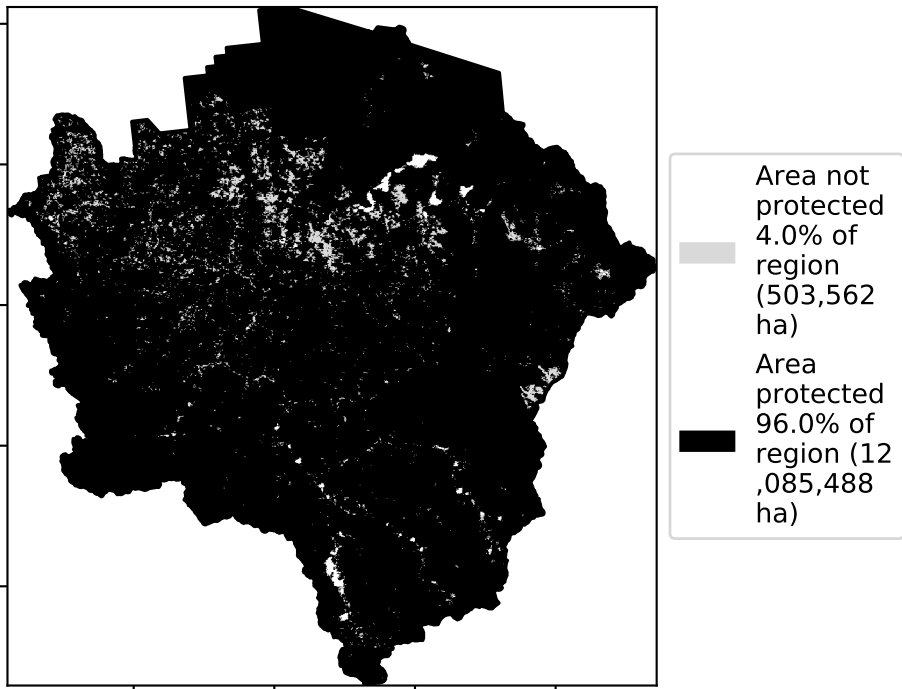 Area not
protected
4.0% of
region
(503,562
ha)
Area
protected
96.0% of
region (12
,085,488
ha)